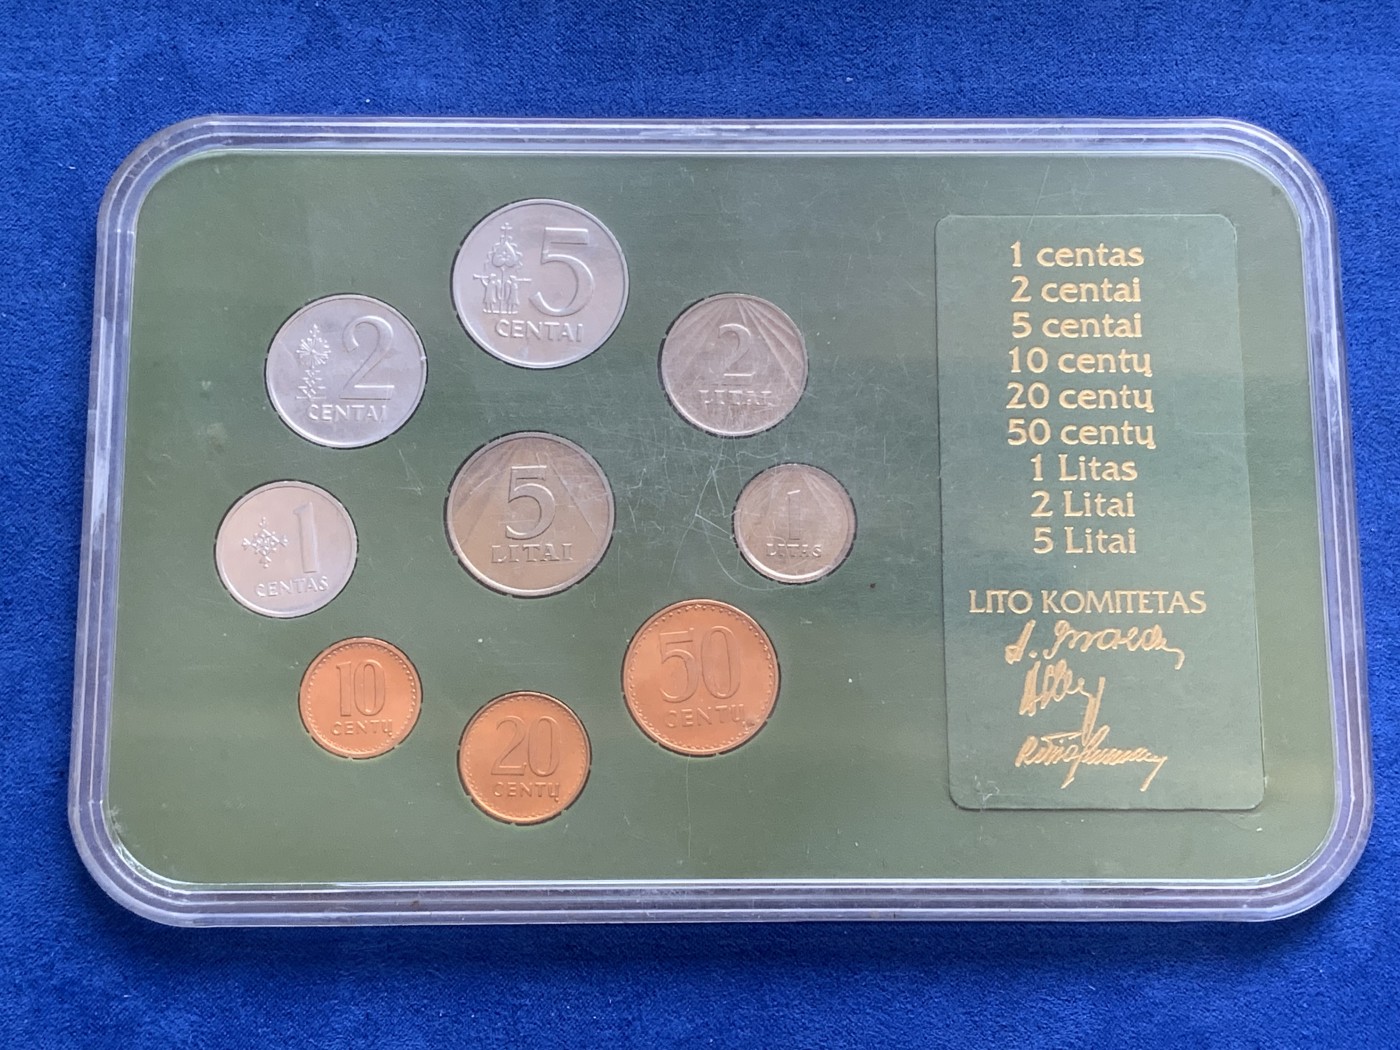 5
CENTAI
2
CENTAI
2
LITAI
5
LITAI
1
CENTAS
1
LITAS
10
CENTŲ
20
CENTŲ
50
CENTŲ
1 centas
2 centai
5 centai
10 centų
20 centų
50 centų
1 Litas
2 Litai
5 Litai
LITO KOMITETAS